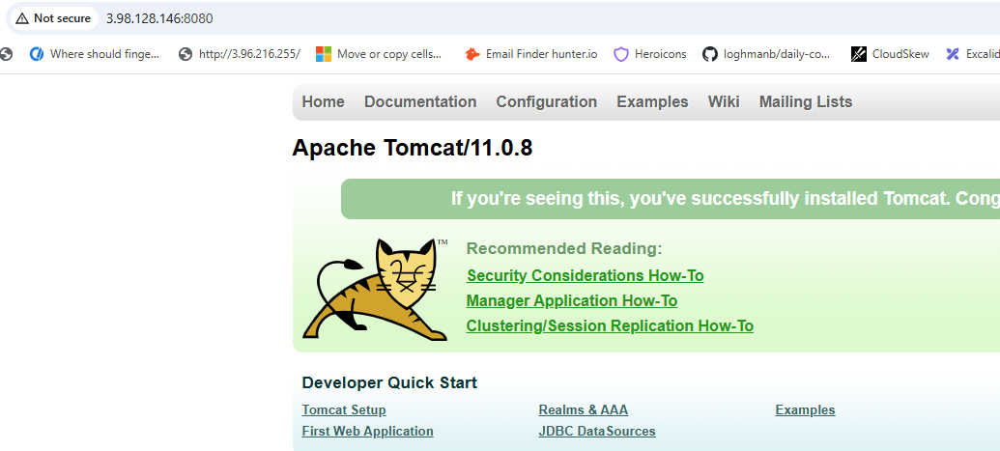 Not secure 3.98.128.146:8080
Where should finge... http://3.96.216.255/ Move or copy cells... Email Finder hunter.io Heroicons loghmanb/daily-co... CloudSkew Excalid
Home Documentation Configuration Examples Wiki Mailing Lists
Apache Tomcat/11.0.8
If you're seeing this, you've successfully installed Tomcat. Cong
TM
Recommended Reading:
Security Considerations How-To
Manager Application How-To
Clustering/Session Replication How-To
Developer Quick Start
Tomcat Setup Realms & AAA Examples
First Web Application JDBC DataSources